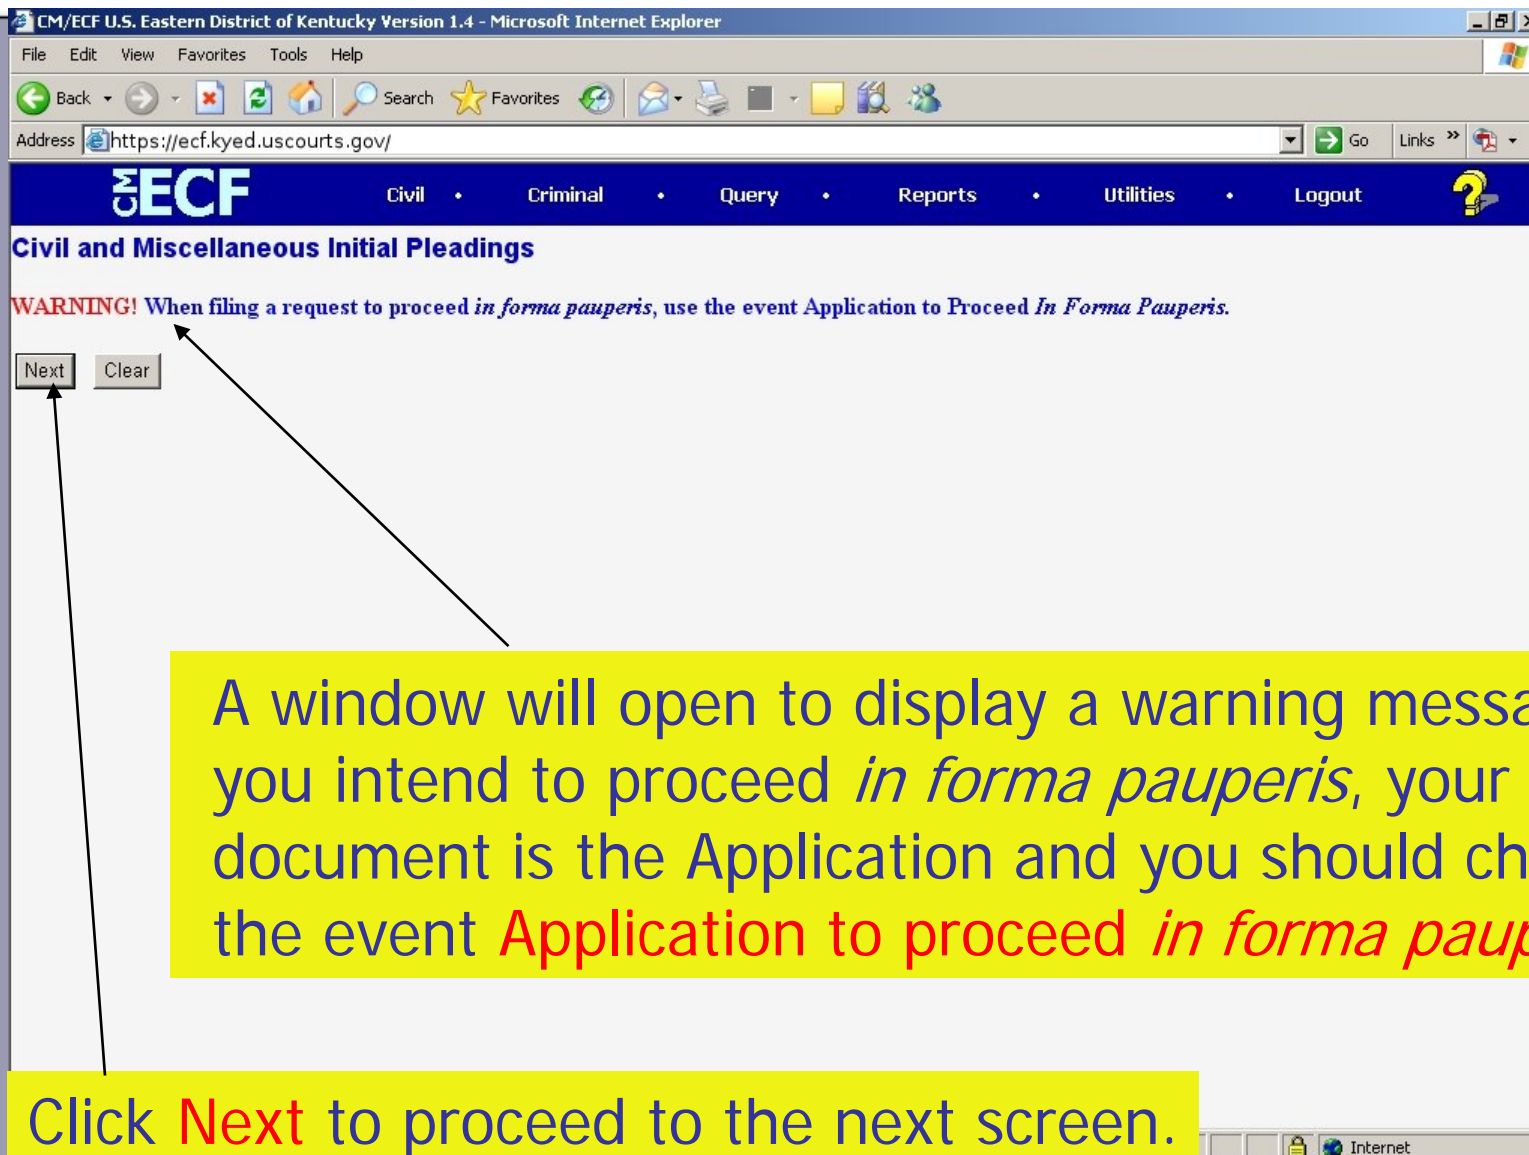 CM/ECF U.S. Eastern District of Kentucky Version 1.4 - Microsoft Internet Explorer
File Edit View Favorites Tools Help
Back Search Favorites
Address https://ecf.kyed.uscourts.gov/ Go Links »
CM ECF Civil • Criminal • Query • Reports • Utilities • Logout ?
Civil and Miscellaneous Initial Pleadings
WARNING! When filing a request to proceed in forma pauperis, use the event Application to Proceed In Forma Pauperis.
Next Clear
A window will open to display a warning messa
you intend to proceed in forma pauperis, your
document is the Application and you should ch
the event Application to proceed in forma paup
Click Next to proceed to the next screen.
Internet